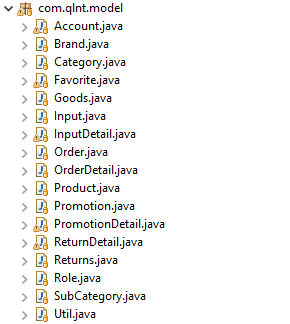 com.qlnt.model
Account.java
Brand.java
Category.java
Favorite.java
Goods.java
Input.java
InputDetail.java
Order.java
OrderDetail.java
Product.java
Promotion.java
PromotionDetail.java
ReturnDetail.java
Returns.java
Role.java
SubCategory.java
Util.java